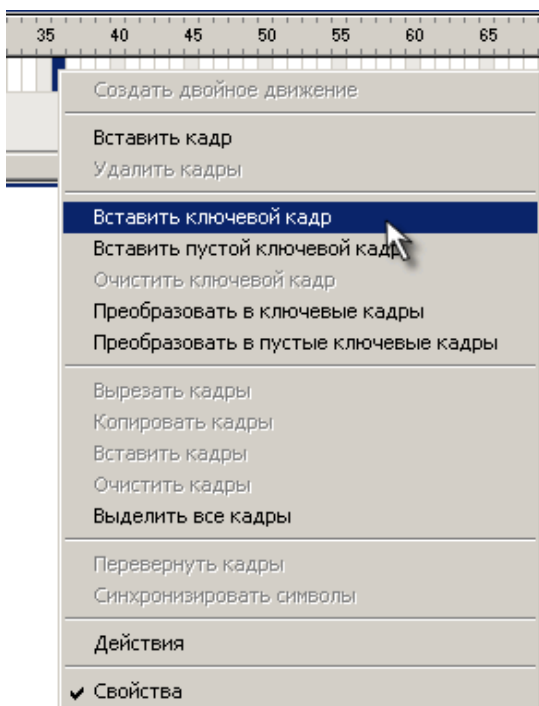 35 40 45 50 55 60 65
Создать двойное движение
Вставить кадр
Удалить кадры
Вставить ключевой кадр
Вставить пустой ключевой кадр
Очистить ключевой кадр
Преобразовать в ключевые кадры
Преобразовать в пустые ключевые кадры
Вырезать кадры
Копировать кадры
Вставить кадры
Очистить кадры
Выделить все кадры
Перевернуть кадры
Синхронизировать символы
Действия
Свойства